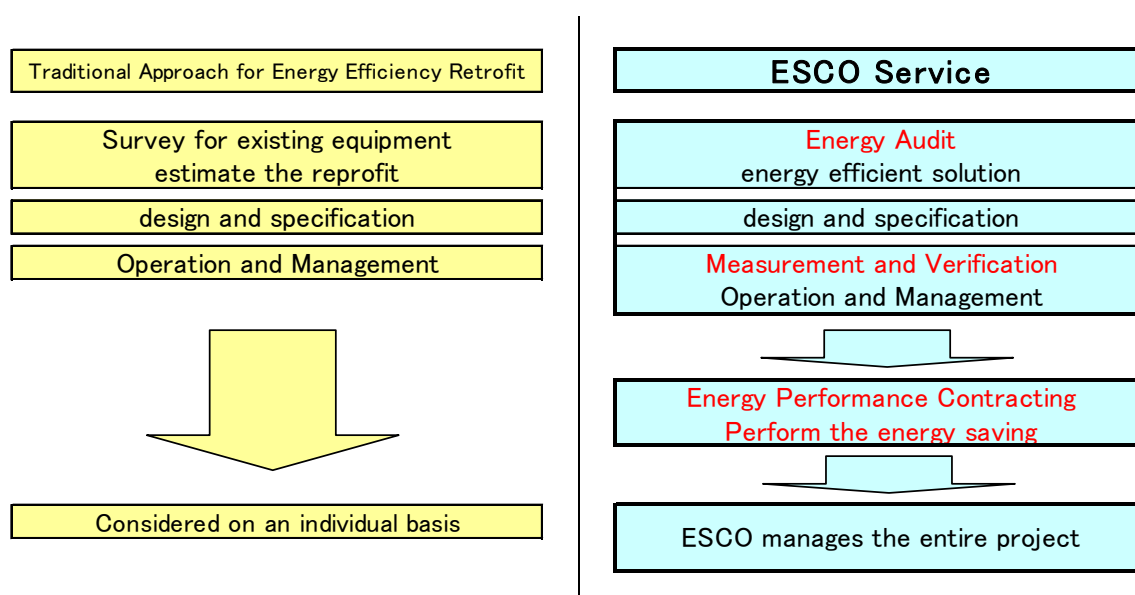 Traditional Approach for Energy Efficiency Retrofit
Survey for existing equipment
estimate the reprofit
design and specification
Operation and Management
Considered on an individual basis
ESCO Service
Energy Audit
energy efficient solution
design and specification
Measurement and Verification
Operation and Management
Energy Performance Contracting
Perform the energy saving
ESCO manages the entire project